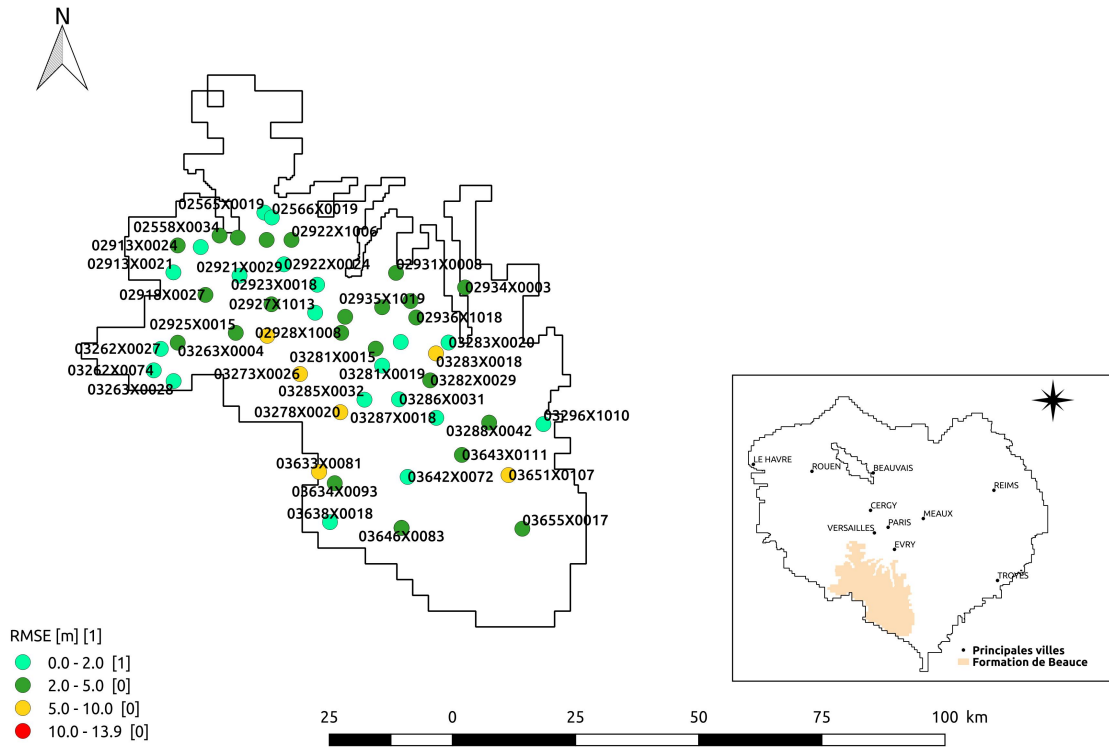 N
02565X0019
02566X0019
02558X0034
02922X1006
02913X0024
02913X0021
02921X0029
02922X0024
02931X0008
02923X0018
02934X0003
02918X0027
02927X1013
02935X1019
02936X1018
02925X0015
02928X1008
03283X0020
03262X0027
03263X0004
03281X0015
03283X0018
03262X0074
03273X0026
03281X0019
03282X0029
03263X0028
03285X0032
03286X0031
03278X0020
03287X0018
03296X1010
03288X0042
03643X0111
03633X0081
03642X0072
03651X0107
03634X0093
03638X0018
03646X0083
03655X0017
RMSE [m] [1]
0.0 - 2.0 [1]
2.0 - 5.0 [0]
5.0 - 10.0 [0]
10.0 - 13.9 [0]
25 0 25 50 75 100 km
LE HAVRE
ROUEN
BEAUVAIS
REIMS
CERGY
MEAUX
PARIS
VERSAILLES
EVRY
TROYES
Principales villes
Formation de Beauce